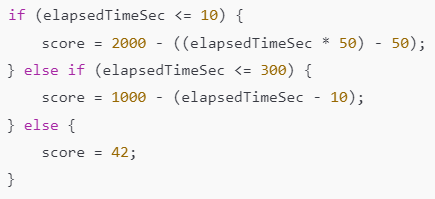 if (elapsedTimeSec <= 10) {
    score = 2000 - ((elapsedTimeSec * 50) - 50);
} else if (elapsedTimeSec <= 300) {
    score = 1000 - (elapsedTimeSec - 10);
} else {
    score = 42;
}